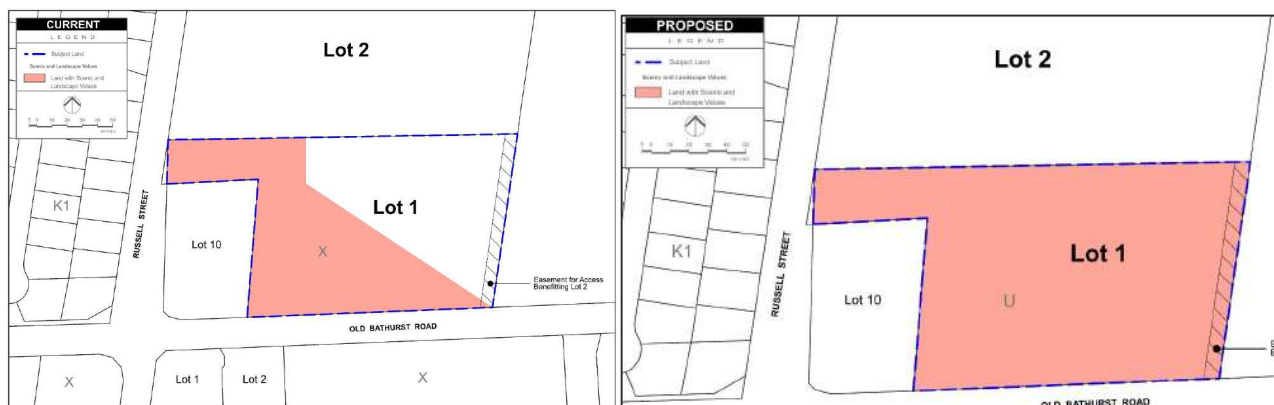 CURRENT
LEGEND
Subject Land
Scenic and Landscape Values
Land with Scenic and
Landscape Values
Lot 2
Lot 1
K1
RUSSELL STREET
Lot 10
X
Easement for Access
Benefitting Lot 2
OLD BATHURST ROAD
X
Lot 1
Lot 2
X
PROPOSED
LEGEND
Subject Land
Scenic and Landscape Values
Land with Scenic and
Landscape Values
Lot 2
Lot 1
K1
RUSSELL STREET
Lot 10
U
OLD BATHURST ROAD